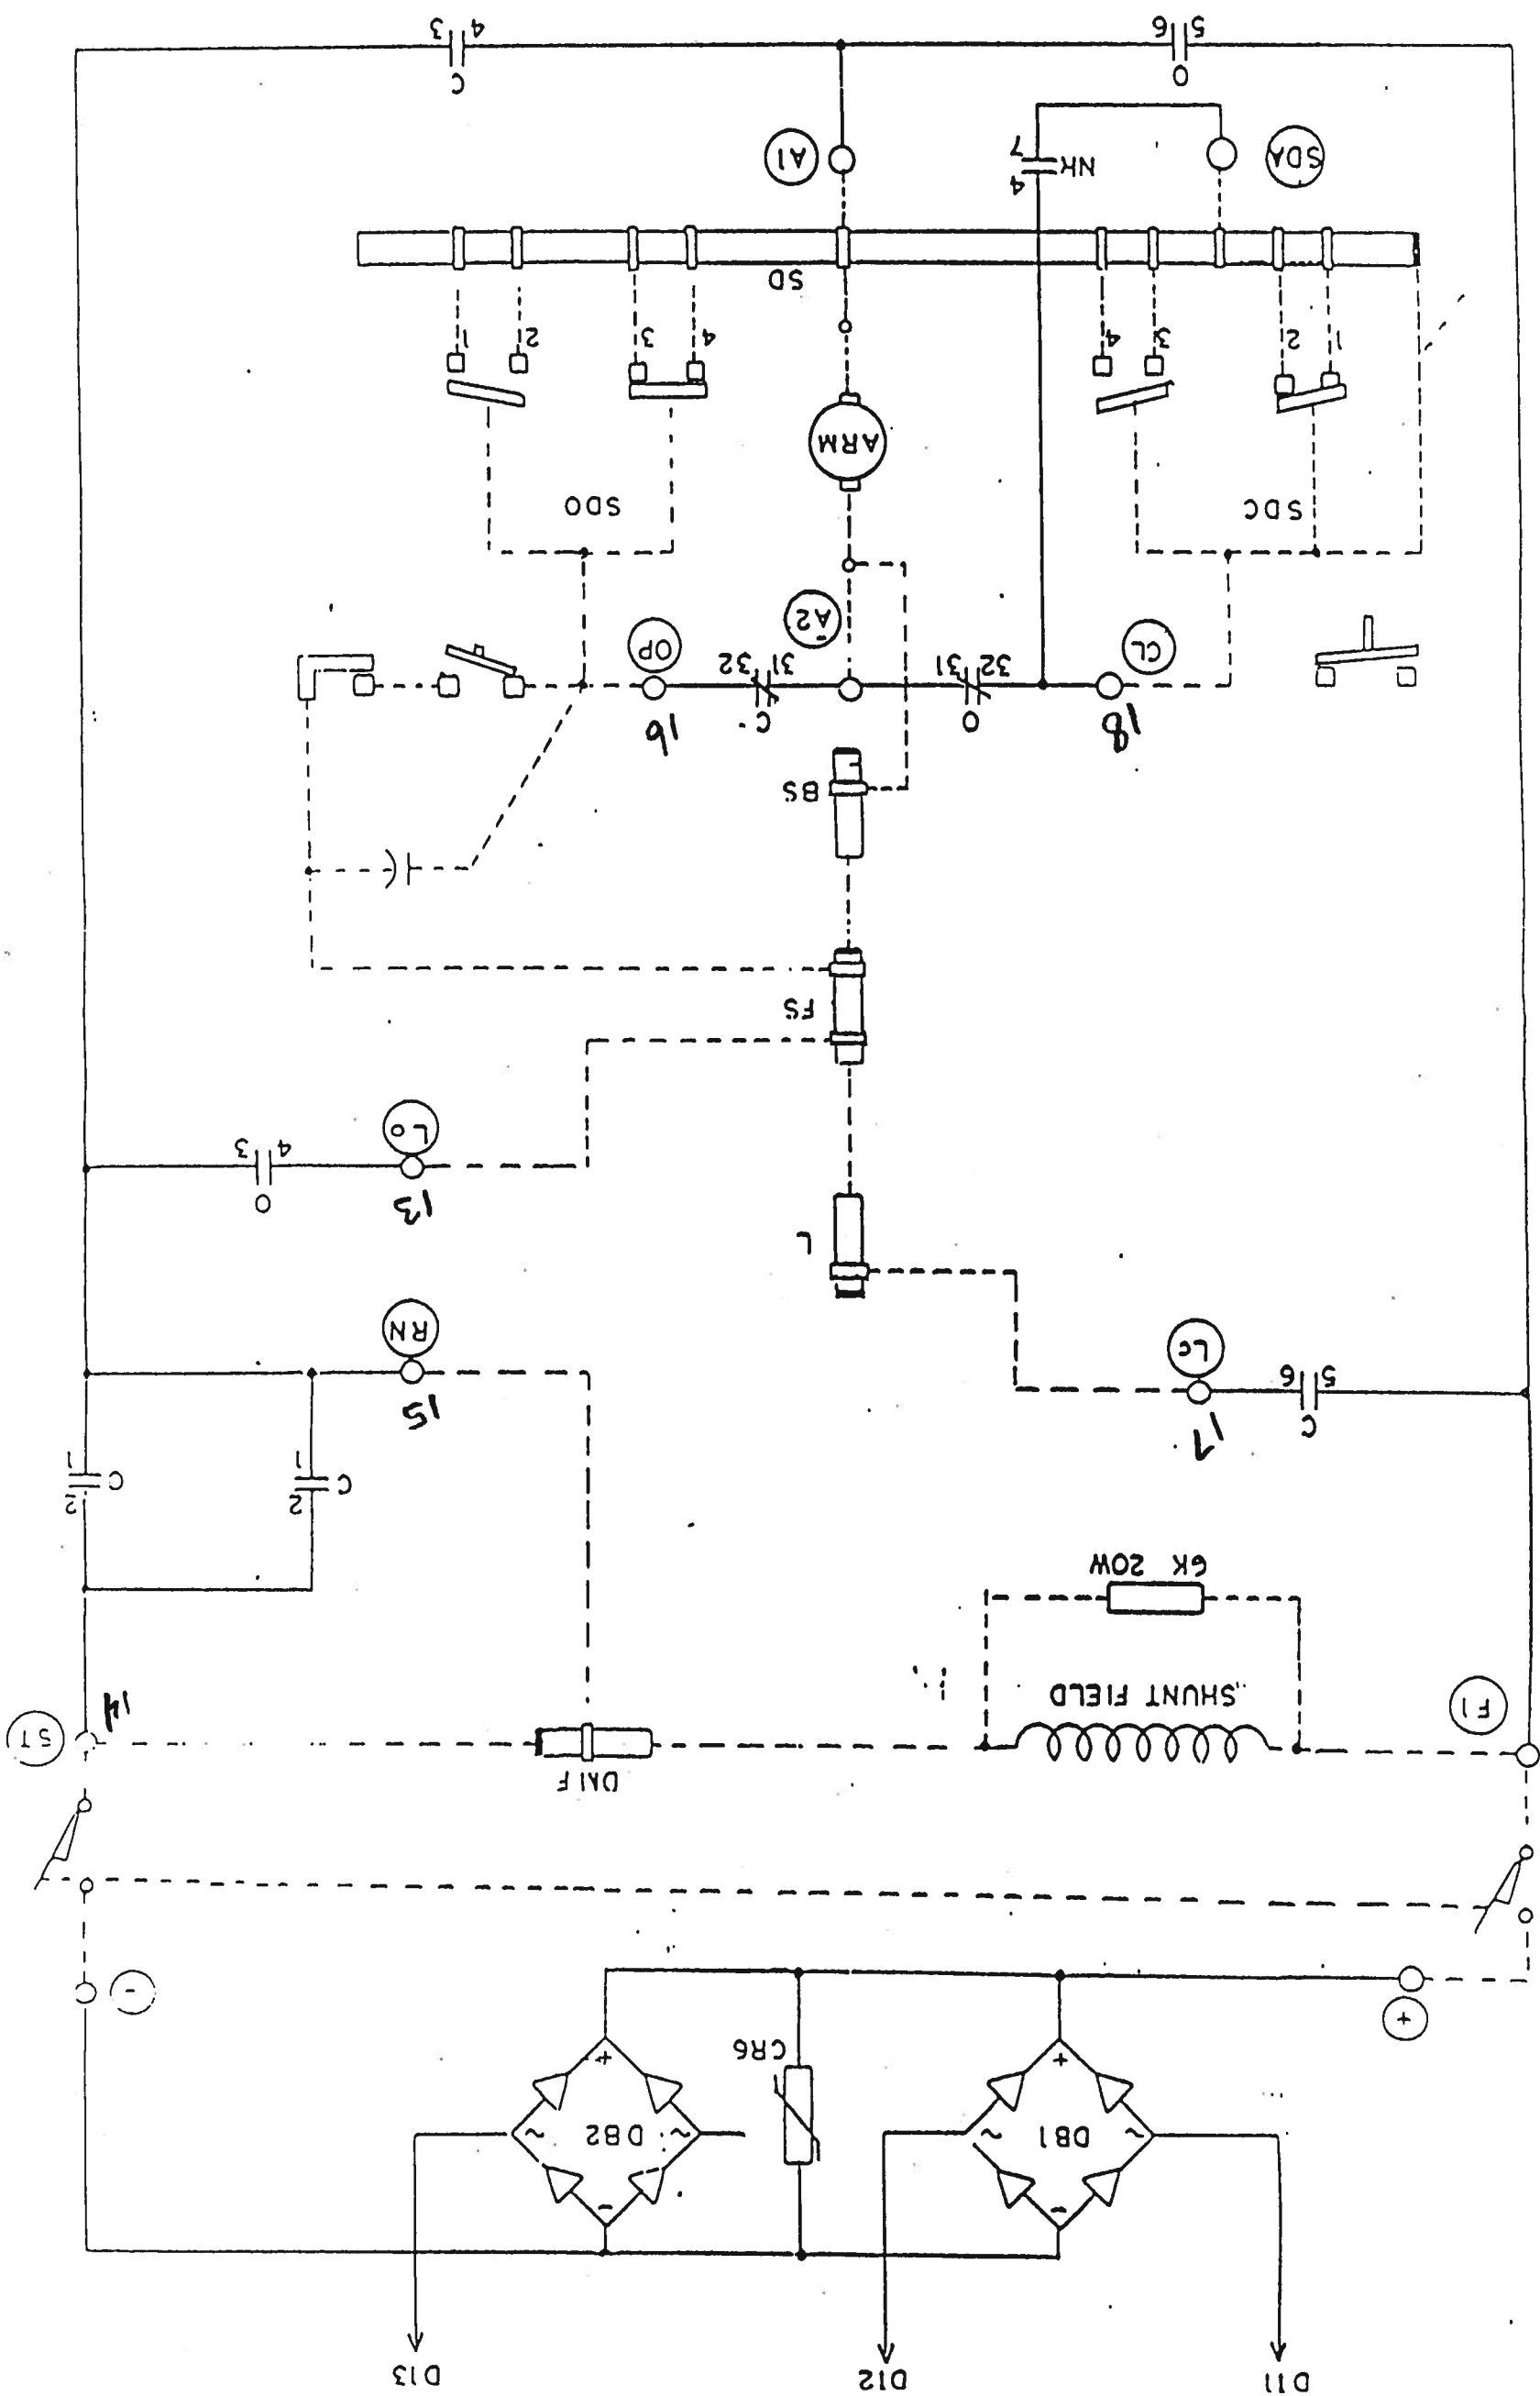 D11 D12 D13
- -
~ DB1 ~ ~ DB2 ~
+ +
CR6
+ -
DA1F
F1 SHUNT FIELD 14 ST
6K 20W
2 2
C C
1 1
17 15
C
5 6
LC RN
L
13 O
LO 4 3
FS
BS
18 O C 16
32 31 31 32
CL A2 OP
SDC SDO
ARM
1 2 3 4 4 3 2 1
SD
4
SDA NK A1
7
O C
5 6 4 3